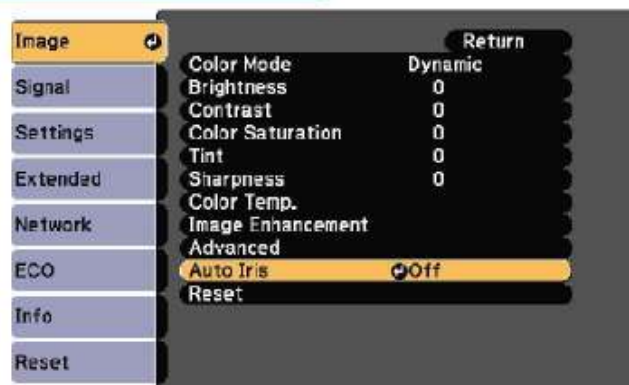 Image
Signal
Settings
Extended
Network
ECO
Info
Reset
Return
Color Mode Dynamic
Brightness 0
Contrast 0
Color Saturation 0
Tint 0
Sharpness 0
Color Temp.
Image Enhancement
Advanced
Auto Iris Off
Reset